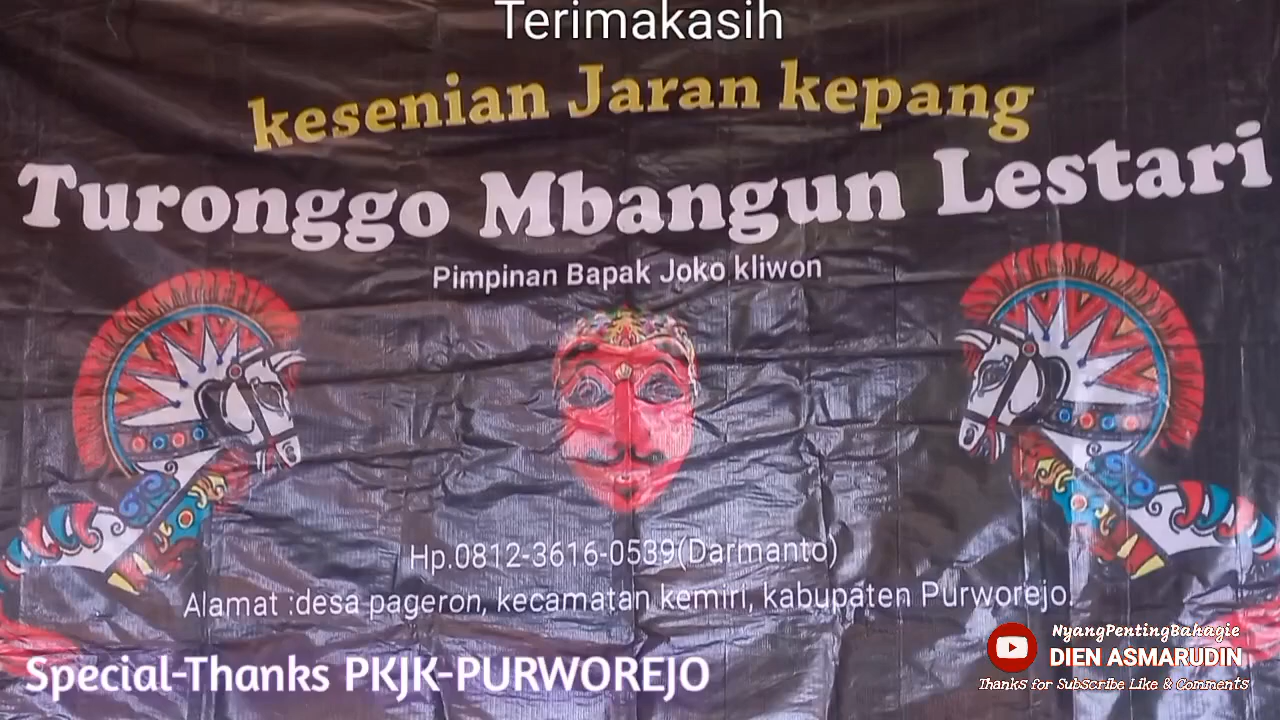 Terimakasih
kesenian Jaran kepang
Turonggo Mbangun Lestari
Pimpinan Bapak Joko kliwon
Hp.0812-3616-0539(Darmanto)
Alamat :desa pageron, kecamatan kemiri, kabupaten Purworejo.
Special-Thanks PKJK-PURWOREJO
NyangPentingBahagie
DIEN ASMARUDIN
Thanks for Subscribe Like & Comments